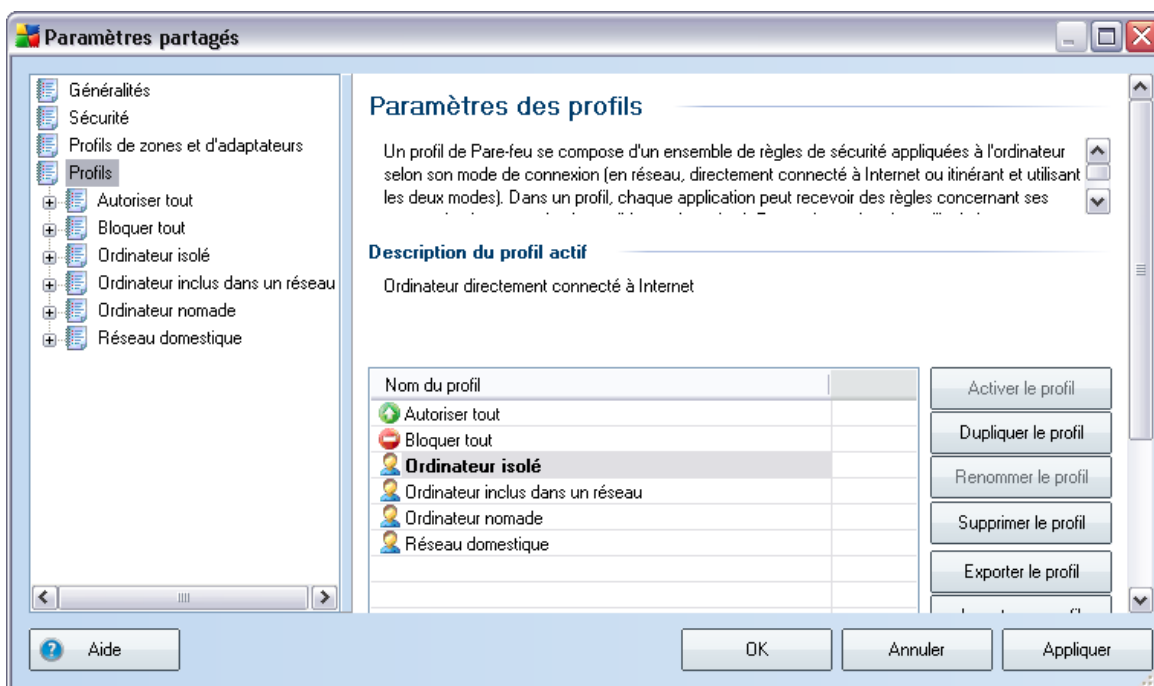 Paramètres partagés
Généralités
Sécurité
Profils de zones et d'adaptateurs
Profils
Autoriser tout
Bloquer tout
Ordinateur isolé
Ordinateur inclus dans un réseau
Ordinateur nomade
Réseau domestique
Paramètres des profils
Un profil de Pare-feu se compose d'un ensemble de règles de sécurité appliquées à l'ordinateur
selon son mode de connexion (en réseau, directement connecté à Internet ou itinérant et utilisant
les deux modes). Dans un profil, chaque application peut recevoir des règles concernant ses
Description du profil actif
Ordinateur directement connecté à Internet
Nom du profil
Autoriser tout
Bloquer tout
Ordinateur isolé
Ordinateur inclus dans un réseau
Ordinateur nomade
Réseau domestique
Activer le profil
Dupliquer le profil
Renommer le profil
Supprimer le profil
Exporter le profil
Aide
OK
Annuler
Appliquer